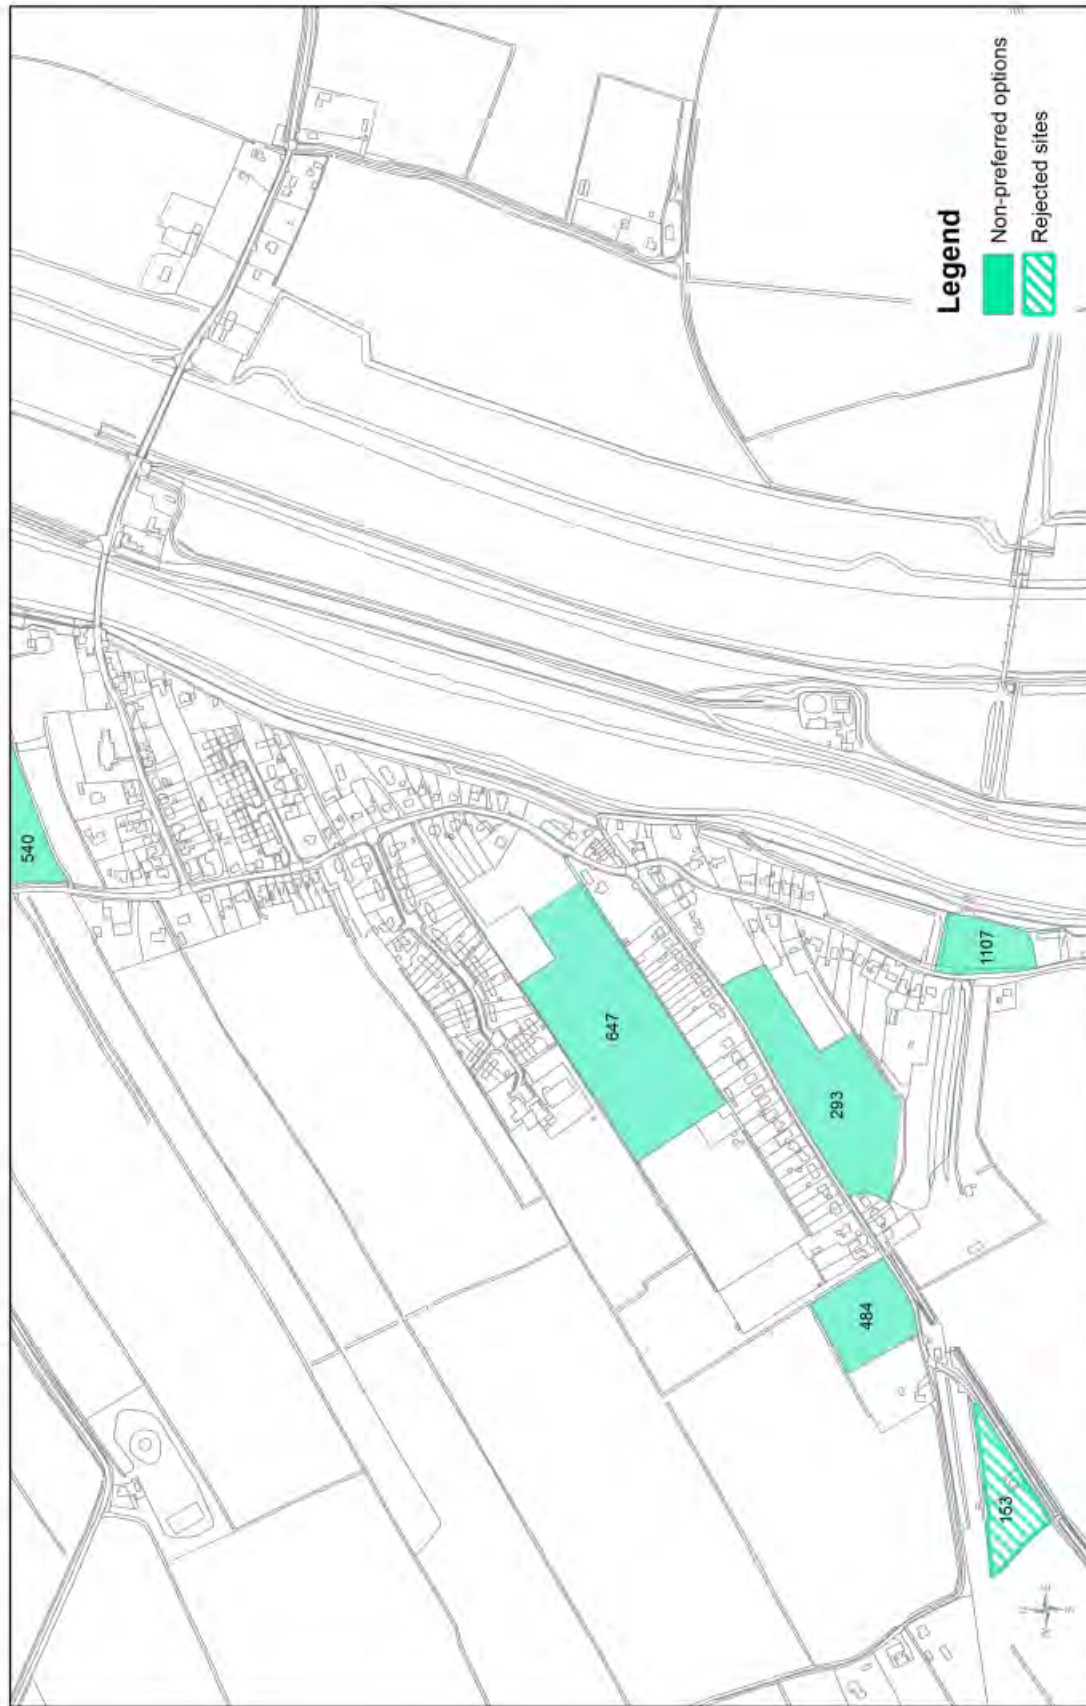 540
647
1107
293
484
153
Legend
Non-preferred options
Rejected sites
N
E
S